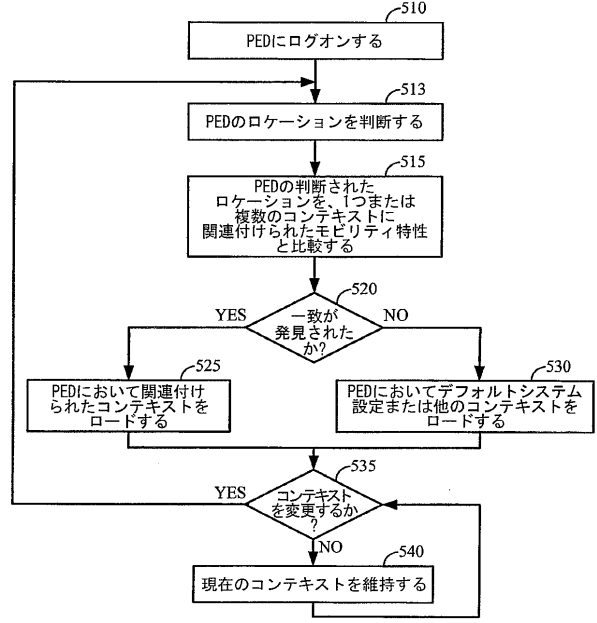 510
PEDにログオンする
513
PEDのロケーションを判断する
515
PEDの判断された
ロケーションを、1つまたは
複数のコンテキストに
関連付けられたモビリティ特性
と比較する
520
一致が
発見された
か?
YES
NO
525
PEDにおいて関連付け
られたコンテキストを
ロードする
530
PEDにおいてデフォルトシステム
設定または他のコンテキストを
ロードする
535
コンテキスト
を変更するか
?
YES
NO
540
現在のコンテキストを維持する